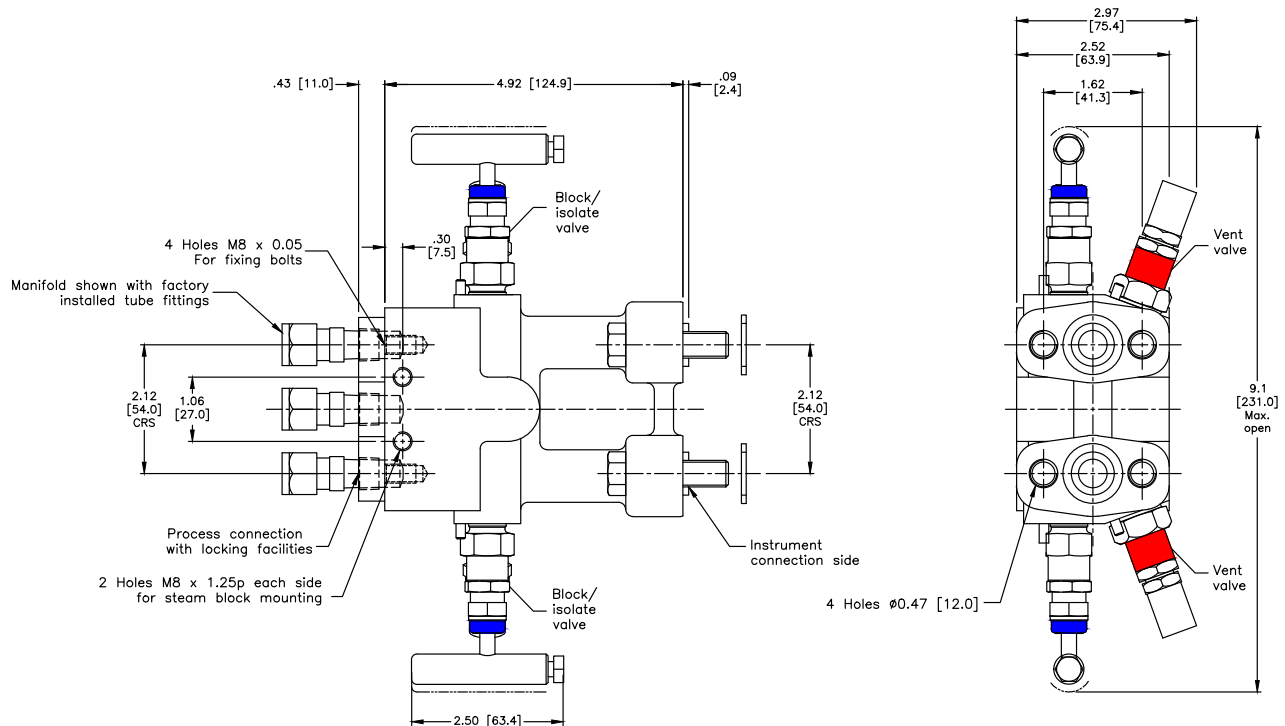 2.97
[75.4]
2.52
[63.9]
1.62
[41.3]
.43 [11.0]
4.92 [124.9]
.09
[2.4]
Block/
isolate
valve
.30
[7.5]
4 Holes M8 x 0.05
For fixing bolts
Manifold shown with factory
installed tube fittings
Vent
valve
2.12
[54.0]
CRS
1.06
[27.0]
2.12
[54.0]
CRS
9.1
[231.0]
Max.
open
Process connection
with locking facilities
Instrument
connection side
2 Holes M8 x 1.25p each side
for steam block mounting
Block/
isolate
valve
4 Holes ø0.47 [12.0]
Vent
valve
2.50 [63.4]